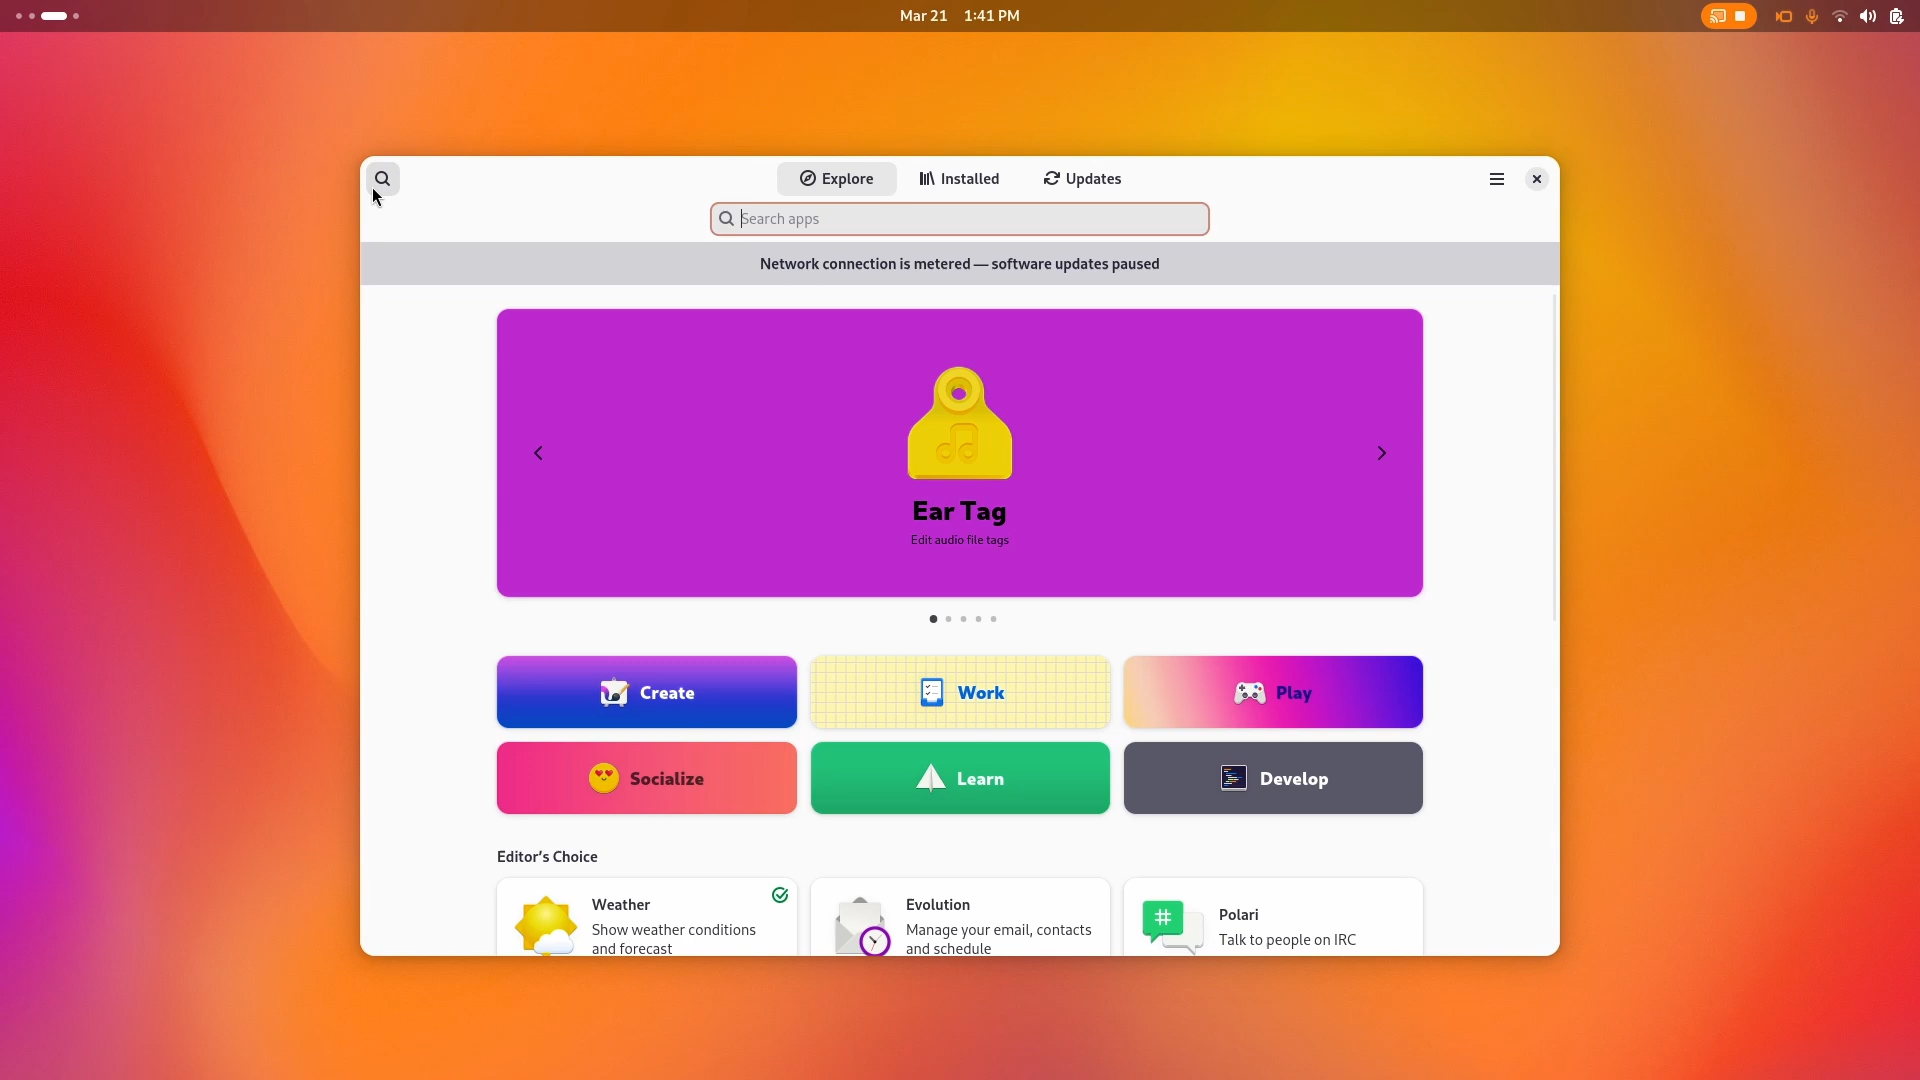 Mar 21 1:41 PM
Explore Installed Updates
Search apps
Network connection is metered — software updates paused
Ear Tag
Edit audio file tags
Create Work Play
Socialize Learn Develop
Editor’s Choice
Weather
Show weather conditions
and forecast
Evolution
Manage your email, contacts
and schedule
Polari
Talk to people on IRC